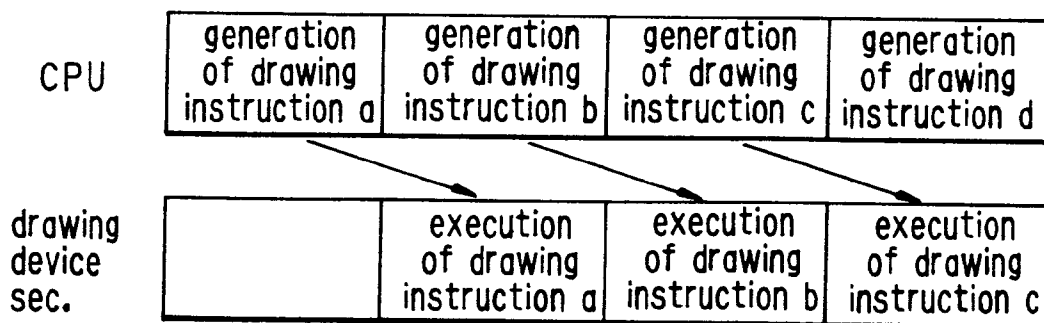 CPU
generation
of drawing
instruction a
generation
of drawing
instruction b
generation
of drawing
instruction c
generation
of drawing
instruction d
drawing
device
sec.
execution
of drawing
instruction a
execution
of drawing
instruction b
execution
of drawing
instruction c